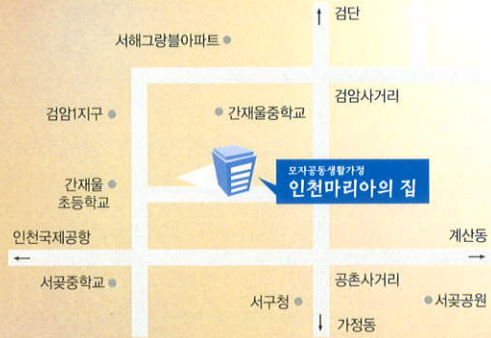 검단
서해그랑블아파트
검암사거리
검암1지구
간재울중학교
모자공동생활가정
인천마리아의 집
간재울
초등학교
인천국제공항
계산동
서곶중학교
공촌사거리
서구청
서곶공원
가정동